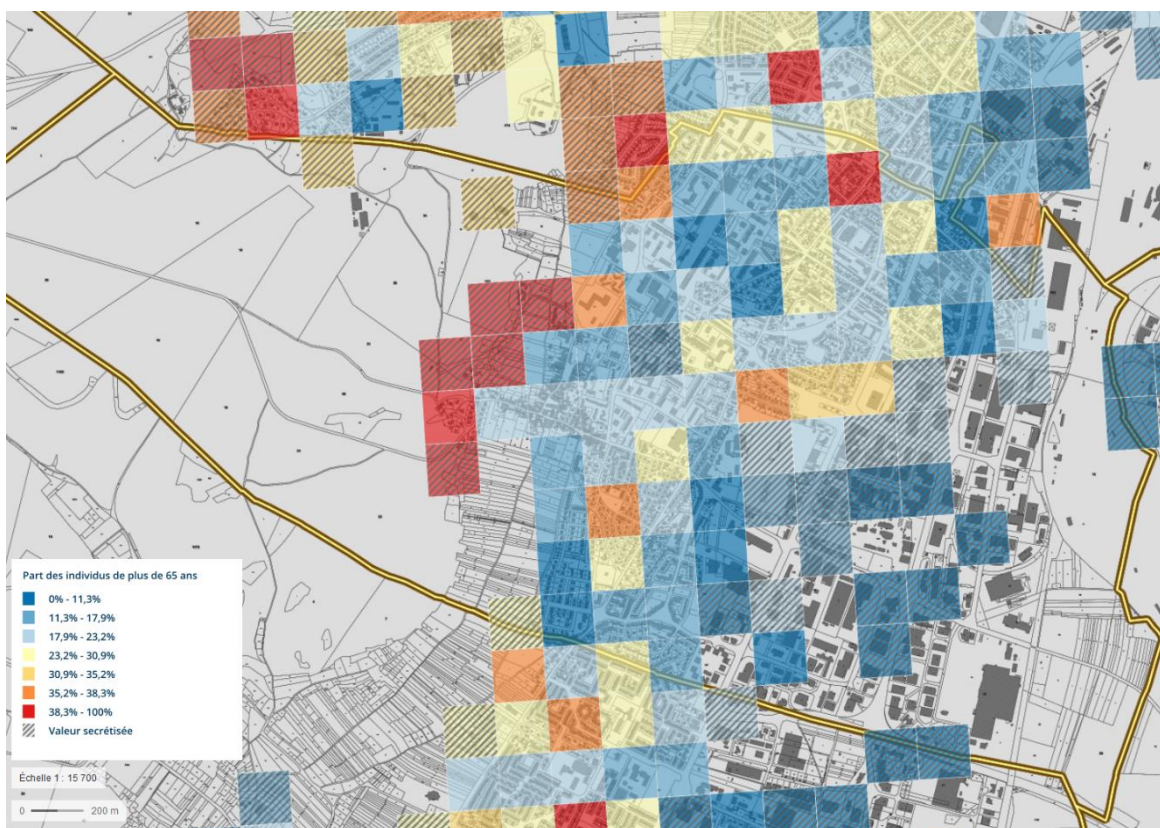 Part des individus de plus de 65 ans
0% - 11,3%
11,3% - 17,9%
17,9% - 23,2%
23,2% - 30,9%
30,9% - 35,2%
35,2% - 38,3%
38,3% - 100%
Valeur secrétisée
Échelle 1 : 15 700
0 200 m